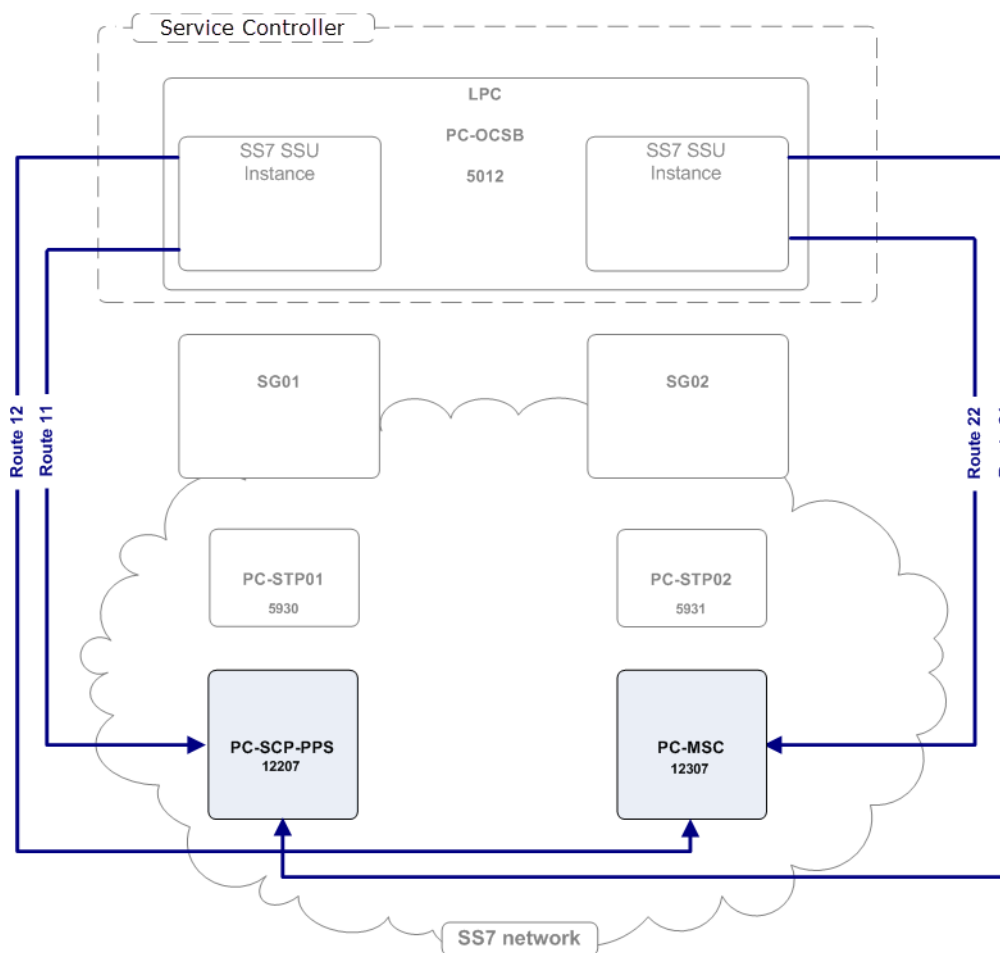 Service Controller
LPC
PC-OCSB
5012
SS7 SSU
Instance
SS7 SSU
Instance
SG01
SG02
Route 12
Route 11
Route 22
PC-STP01
5930
PC-STP02
5931
PC-SCP-PPS
12207
PC-MSC
12307
SS7 network